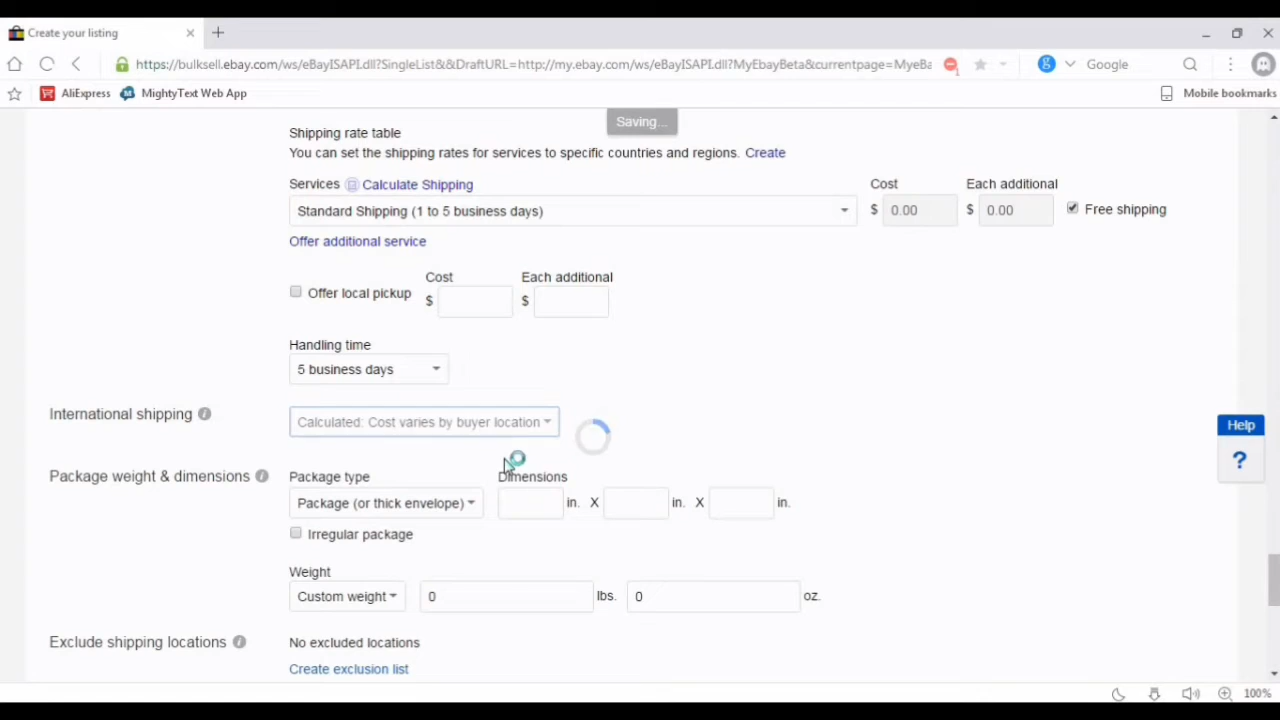 Create your listing
https://bulksell.ebay.com/ws/eBayISAPI.dll?SingleList&&DraftURL=http://my.ebay.com/ws/eBayISAPI.dll?MyEbayBeta&currentpage=MyeBa
Google
AliExpress
MightyText Web App
Mobile bookmarks
Saving...
Shipping rate table
You can set the shipping rates for services to specific countries and regions. Create
Services Calculate Shipping Cost Each additional
Standard Shipping (1 to 5 business days) $ 0.00 $ 0.00 Free shipping
Offer additional service
Cost Each additional
Offer local pickup $ $
Handling time
5 business days
International shipping Calculated: Cost varies by buyer location
Help
?
Package weight & dimensions Package type Dimensions
Package (or thick envelope) in. X in. X in.
Irregular package
Weight
Custom weight 0 lbs. 0 oz.
Exclude shipping locations No excluded locations
Create exclusion list
100%